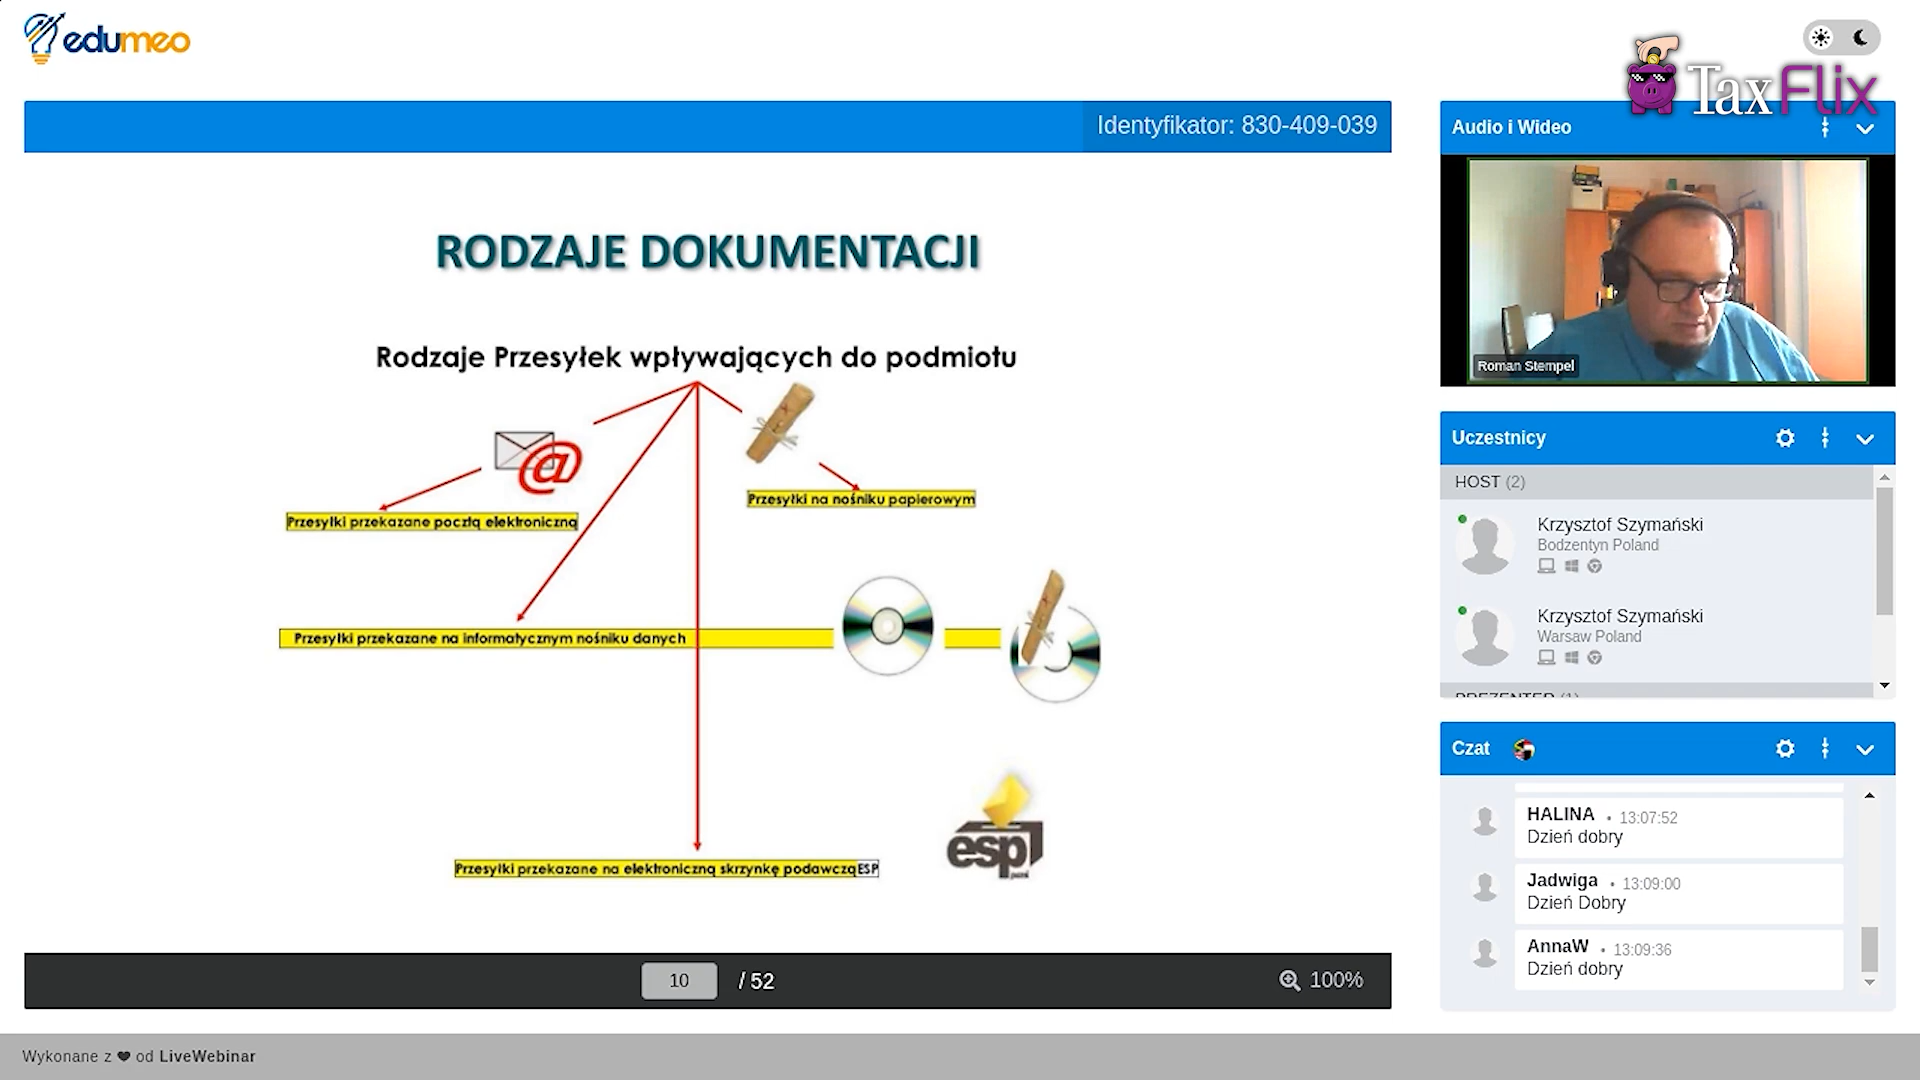 edumeo
TaxFlix
Identyfikator: 830-409-039
RODZAJE DOKUMENTACJI
Rodzaje Przesyłek wpływających do podmiotu
@
Przesyłki na nośniku papierowym
Przesyłki przekazane pocztą elektroniczną
Przesyłki przekazane na informatycznym nośniku danych
esp
Przesyłki przekazane na elektroniczną skrzynkę podawczą ESP
10 / 52
100%
Audio i Wideo
Roman Stempel
Uczestnicy
HOST (2)
Krzysztof Szymański
Bodzentyn Poland
Krzysztof Szymański
Warsaw Poland
PREZENTER (1)
Czat
HALINA • 13:07:52
Dzień dobry
Jadwiga • 13:09:00
Dzień Dobry
AnnaW • 13:09:36
Dzień dobry
Wykonane z ❤ od LiveWebinar